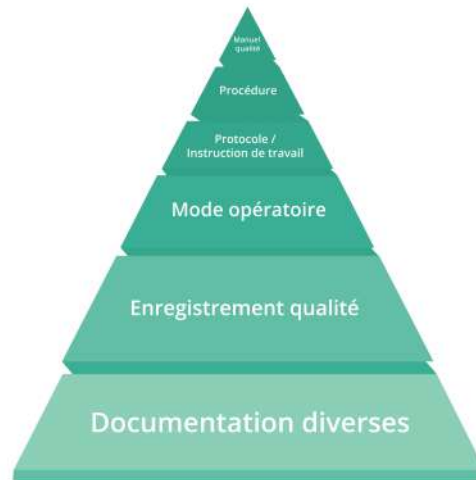 Manuel
qualité
Procédure
Protocole /
Instruction de travail
Mode opératoire
Enregistrement qualité
Documentation diverses